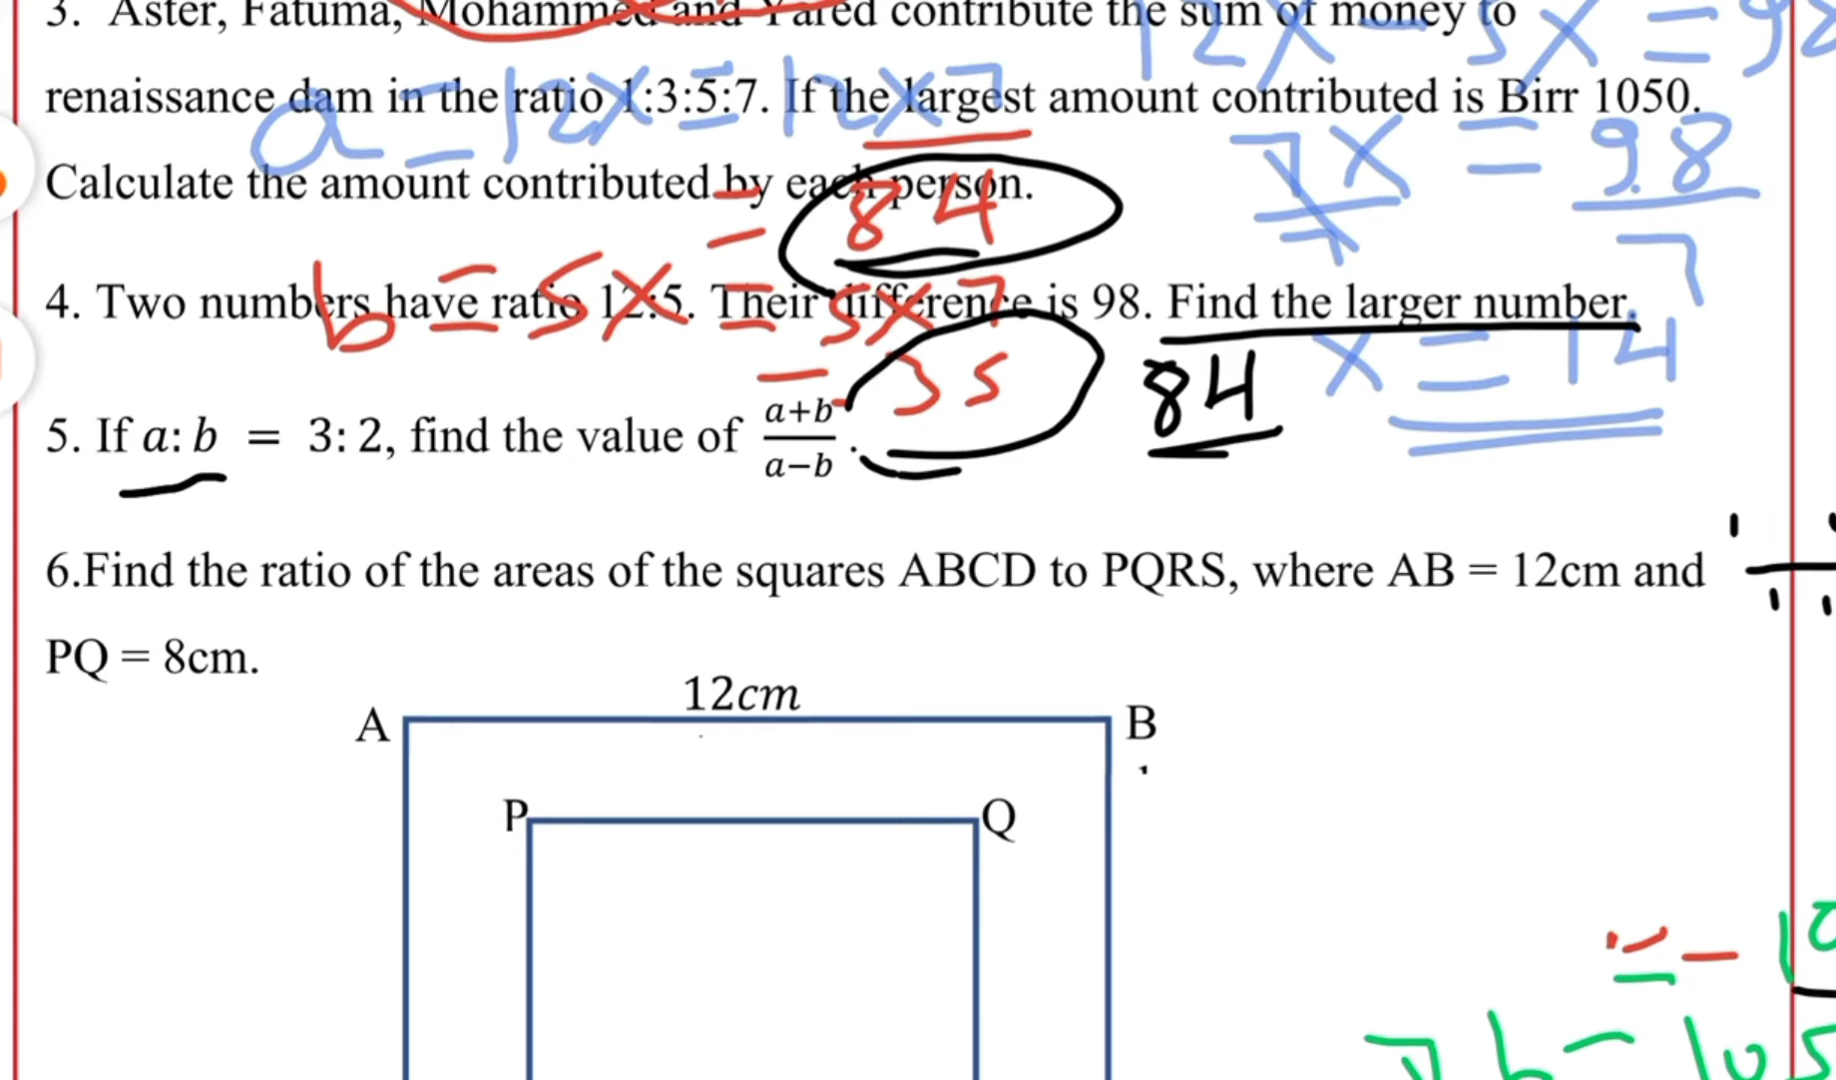 3. Aster, Fatuma, Mohammed and Yared contribute the sum of money to
12x - 5x = 98
renaissance dam in the ratio 1:3:5:7. If the largest amount contributed is Birr 1050.
a = 12x = 12x7
7x = 98
7 7
Calculate the amount contributed by each person.
= 84
4. Two numbers have ratio 12:5. Their difference is 98. Find the larger number.
b = 5x = 5x7
x = 14
= 35
84
5. If a: b = 3: 2, find the value of a+b/a−b.
6.Find the ratio of the areas of the squares ABCD to PQRS, where AB = 12cm and
PQ = 8cm.
12cm
A B
P Q